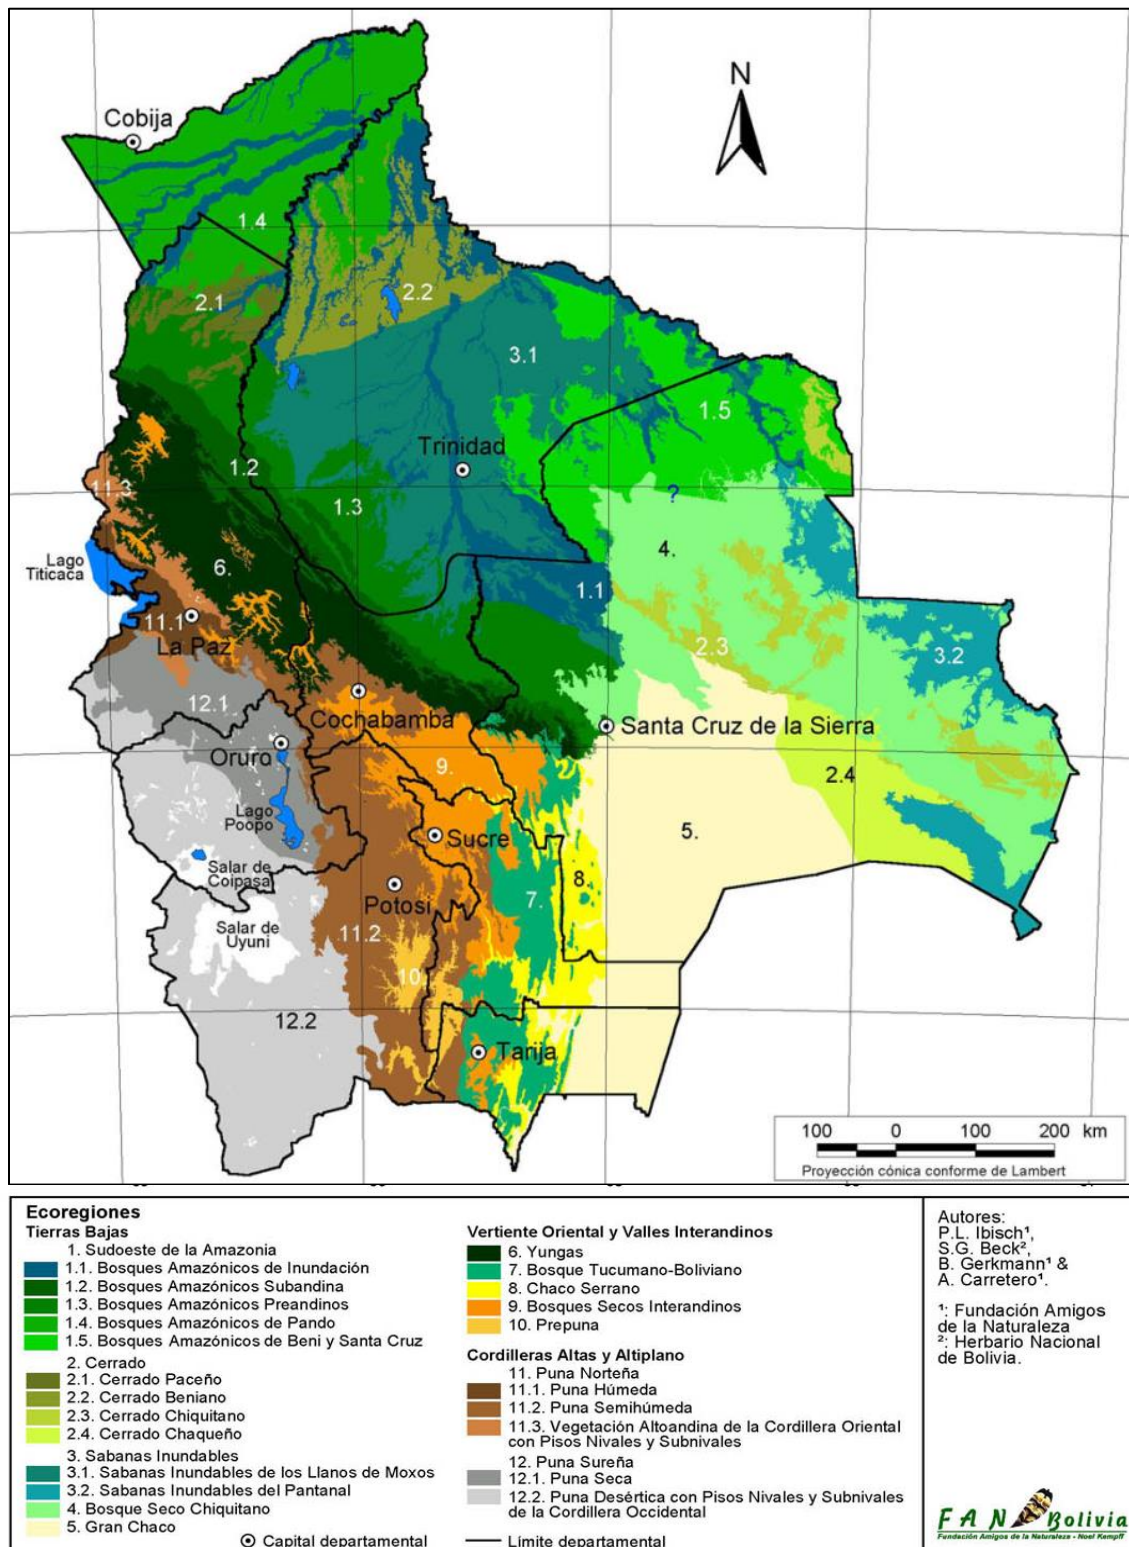 N
Cobija
1.4
2.1
2.2
3.1
1.5
Trinidad
1.2
11.3
1.3
?
4.
Lago
Titicaca
6.
1.1
11.1
La Paz
2.3
3.2
12.1
Cochabamba
Santa Cruz de la Sierra
Oruro
9.
2.4
Lago
Poopo
Sucre
5.
Salar de
Coipasa
8.
Potosi
7.
Salar de
Uyuni
11.2
10.
12.2
Tarija
100 0 100 200 km
Proyección cónica conforme de Lambert
Ecoregiones
Tierras Bajas
1. Sudoeste de la Amazonia
1.1. Bosques Amazónicos de Inundación
1.2. Bosques Amazónicos Subandina
1.3. Bosques Amazónicos Preandinos
1.4. Bosques Amazónicos de Pando
1.5. Bosques Amazónicos de Beni y Santa Cruz
2. Cerrado
2.1. Cerrado Paceño
2.2. Cerrado Beniano
2.3. Cerrado Chiquitano
2.4. Cerrado Chaqueño
3. Sabanas Inundables
3.1. Sabanas Inundables de los Llanos de Moxos
3.2. Sabanas Inundables del Pantanal
4. Bosque Seco Chiquitano
5. Gran Chaco
Capital departamental
Vertiente Oriental y Valles Interandinos
6. Yungas
7. Bosque Tucumano-Boliviano
8. Chaco Serrano
9. Bosques Secos Interandinos
10. Prepuna
Cordilleras Altas y Altiplano
11. Puna Norteña
11.1. Puna Húmeda
11.2. Puna Semihúmeda
11.3. Vegetación Altoandina de la Cordillera Oriental
con Pisos Nivales y Subnivales
12. Puna Sureña
12.1. Puna Seca
12.2. Puna Desértica con Pisos Nivales y Subnivales
de la Cordillera Occidental
Límite departamental
Autores:
P.L. Ibisch¹,
S.G. Beck²,
B. Gerkmann¹ &
A. Carretero¹.
¹: Fundación Amigos
de la Naturaleza
²: Herbario Nacional
de Bolivia.
FAN Bolivia
Fundación Amigos de la Naturaleza - Noel Kempff